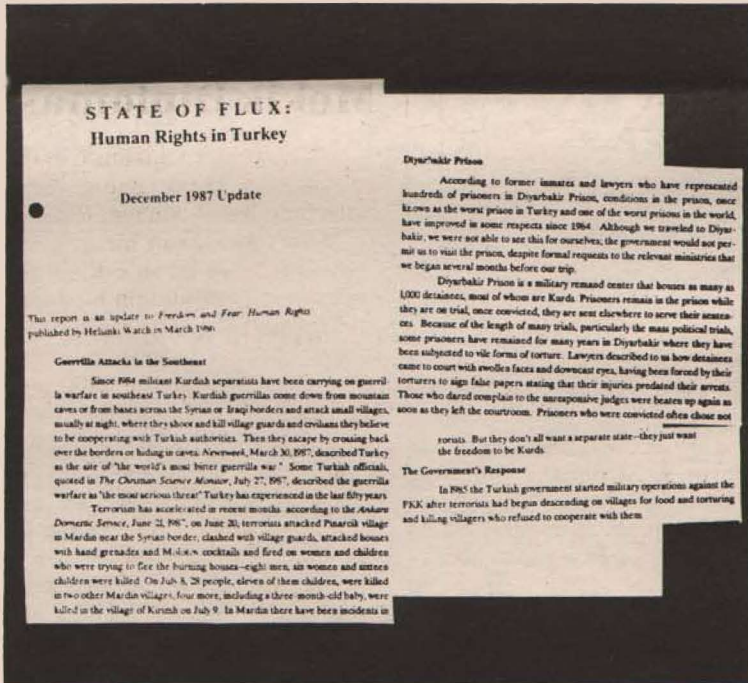 STATE OF FLUX:
Human Rights in Turkey
December 1987 Update
This report is an update to Freedom and Fear: Human Rights
published by Helsinki Watch in March 1986
Guerrilla Attacks in the Southeast
Since 1984 militant Kurdish separatists have been carrying on guerril-
la warfare in southeast Turkey. Kurdish guerrillas come down from mountain
caves or from bases across the Syrian or Iraqi borders and attack small villages,
usually at night, where they shoot and kill village guards and civilians they believe
to be cooperating with Turkish authorities. Then they escape by crossing back
over the borders or hiding in caves. Newsweek, March 30, 1987, described Turkey
as the site of "the world's most bitter guerrilla war." Some Turkish officials,
quoted in The Christian Science Monitor, July 27, 1987, described the guerrilla
warfare as "the most serious threat" Turkey has experienced in the last fifty years.
Terrorism has accelerated in recent months: according to the Ankara
Domestic Service, June 21, 1987, on June 20, terrorists attacked Pinarcik village
in Mardin near the Syrian border, clashed with village guards, attacked houses
with hand grenades and Molotov cocktails and fired on women and children
who were trying to flee the burning houses--eight men, six women and sixteen
children were killed. On July 8, 28 people, eleven of them children, were killed
in two other Mardin villages, four more, including a three-month-old baby, were
killed in the village of on July 9. In Mardin there have been incidents in
Diyarbakir Prison
According to former inmates and lawyers who have represented
hundreds of prisoners in Diyarbakir Prison, conditions in the prison, once
known as the worst prison in Turkey and one of the worst prisons in the world,
have improved in some respects since 1984. Although we traveled to Diyar-
bakir, we were not able to see this for ourselves; the government would not per-
mit us to visit the prison, despite formal requests to the relevant ministries that
we began several months before our trip.
Diyarbakir Prison is a military remand center that houses as many as
1,000 detainees, most of whom are Kurds. Prisoners remain in the prison while
they are on trial, once convicted, they are sent elsewhere to serve their senten-
ces. Because of the length of many trials, particularly the mass political trials,
some prisoners have remained for many years in Diyarbakir where they have
been subjected to vile forms of torture. Lawyers described to us how detainees
came to court with swollen faces and downcast eyes, having been forced by their
torturers to sign false papers stating that their injuries predated their arrests.
Those who dared complain to the unresponsive judges were beaten up again as
soon as they left the courtroom. Prisoners who were convicted often chose not
rorists. But they don't all want a separate state--they just want
the freedom to be Kurds.
The Government's Response
In 1985 the Turkish government started military operations against the
PKK after terrorists had begun descending on villages for food and torturing
and killing villagers who refused to cooperate with them